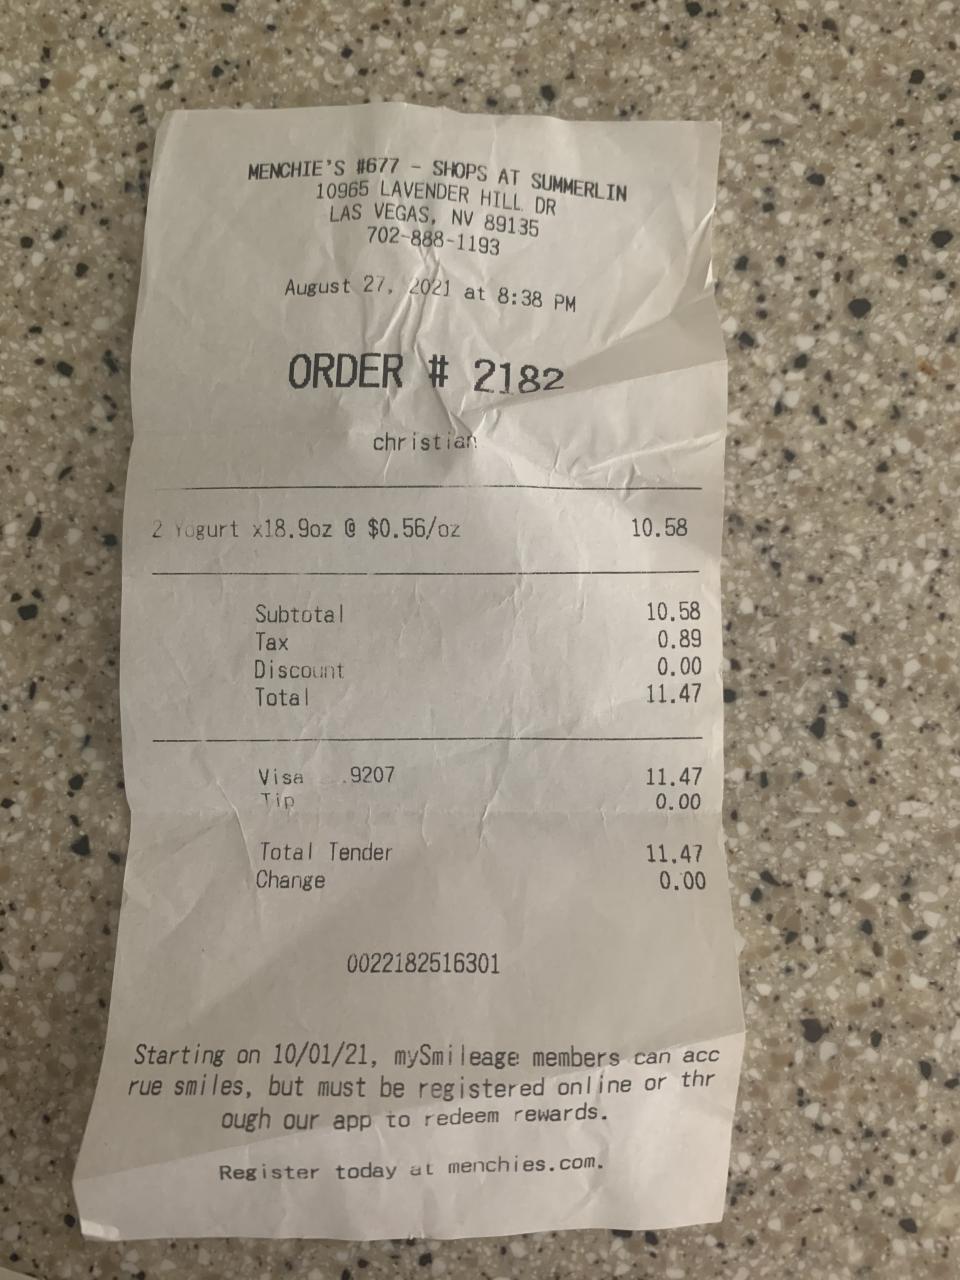 MENCHIE'S #677 - SHOPS AT SUMMERLIN
10965 LAVENDER HILL DR
LAS VEGAS, NV 89135
702-888-1193
August 27, 2021 at 8:38 PM
ORDER # 2182
christian
2 Yogurt x18.9oz @ $0.56/oz 10.58
Subtotal 10.58
Tax 0.89
Discount 0.00
Total 11.47
Visa ...9207 11.47
Tip 0.00
Total Tender 11.47
Change 0.00
0022182516301
Starting on 10/01/21, mySmileage members can acc
rue smiles, but must be registered online or thr
ough our app to redeem rewards.
Register today at menchies.com.